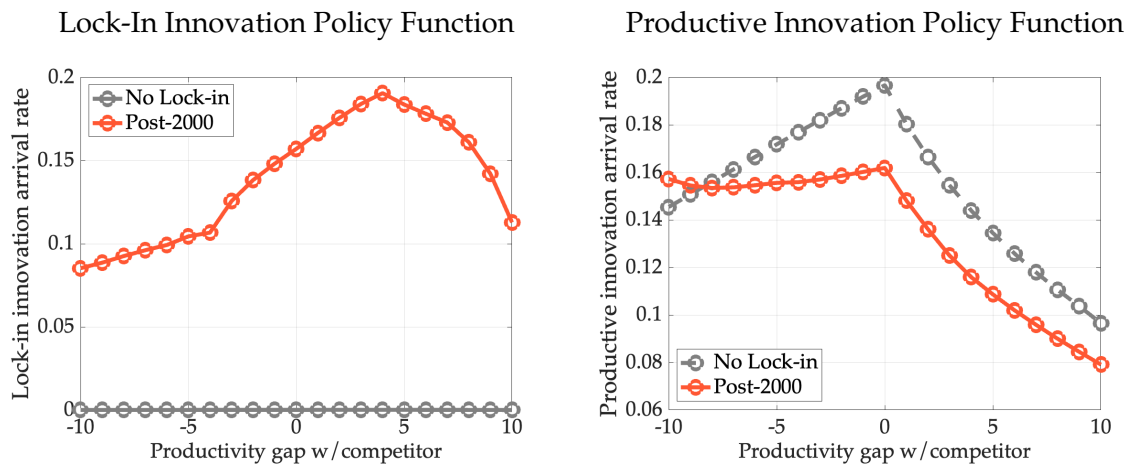 Lock-In Innovation Policy Function
Lock-in innovation arrival rate
0.2
0.15
0.1
0.05
0
-10
-5
0
5
10
No Lock-in
Post-2000
Productivity gap w/competitor
Productive Innovation Policy Function
Productive innovation arrival rate
0.2
0.18
0.16
0.14
0.12
0.1
0.08
0.06
-10
-5
0
5
10
No Lock-in
Post-2000
Productivity gap w/competitor